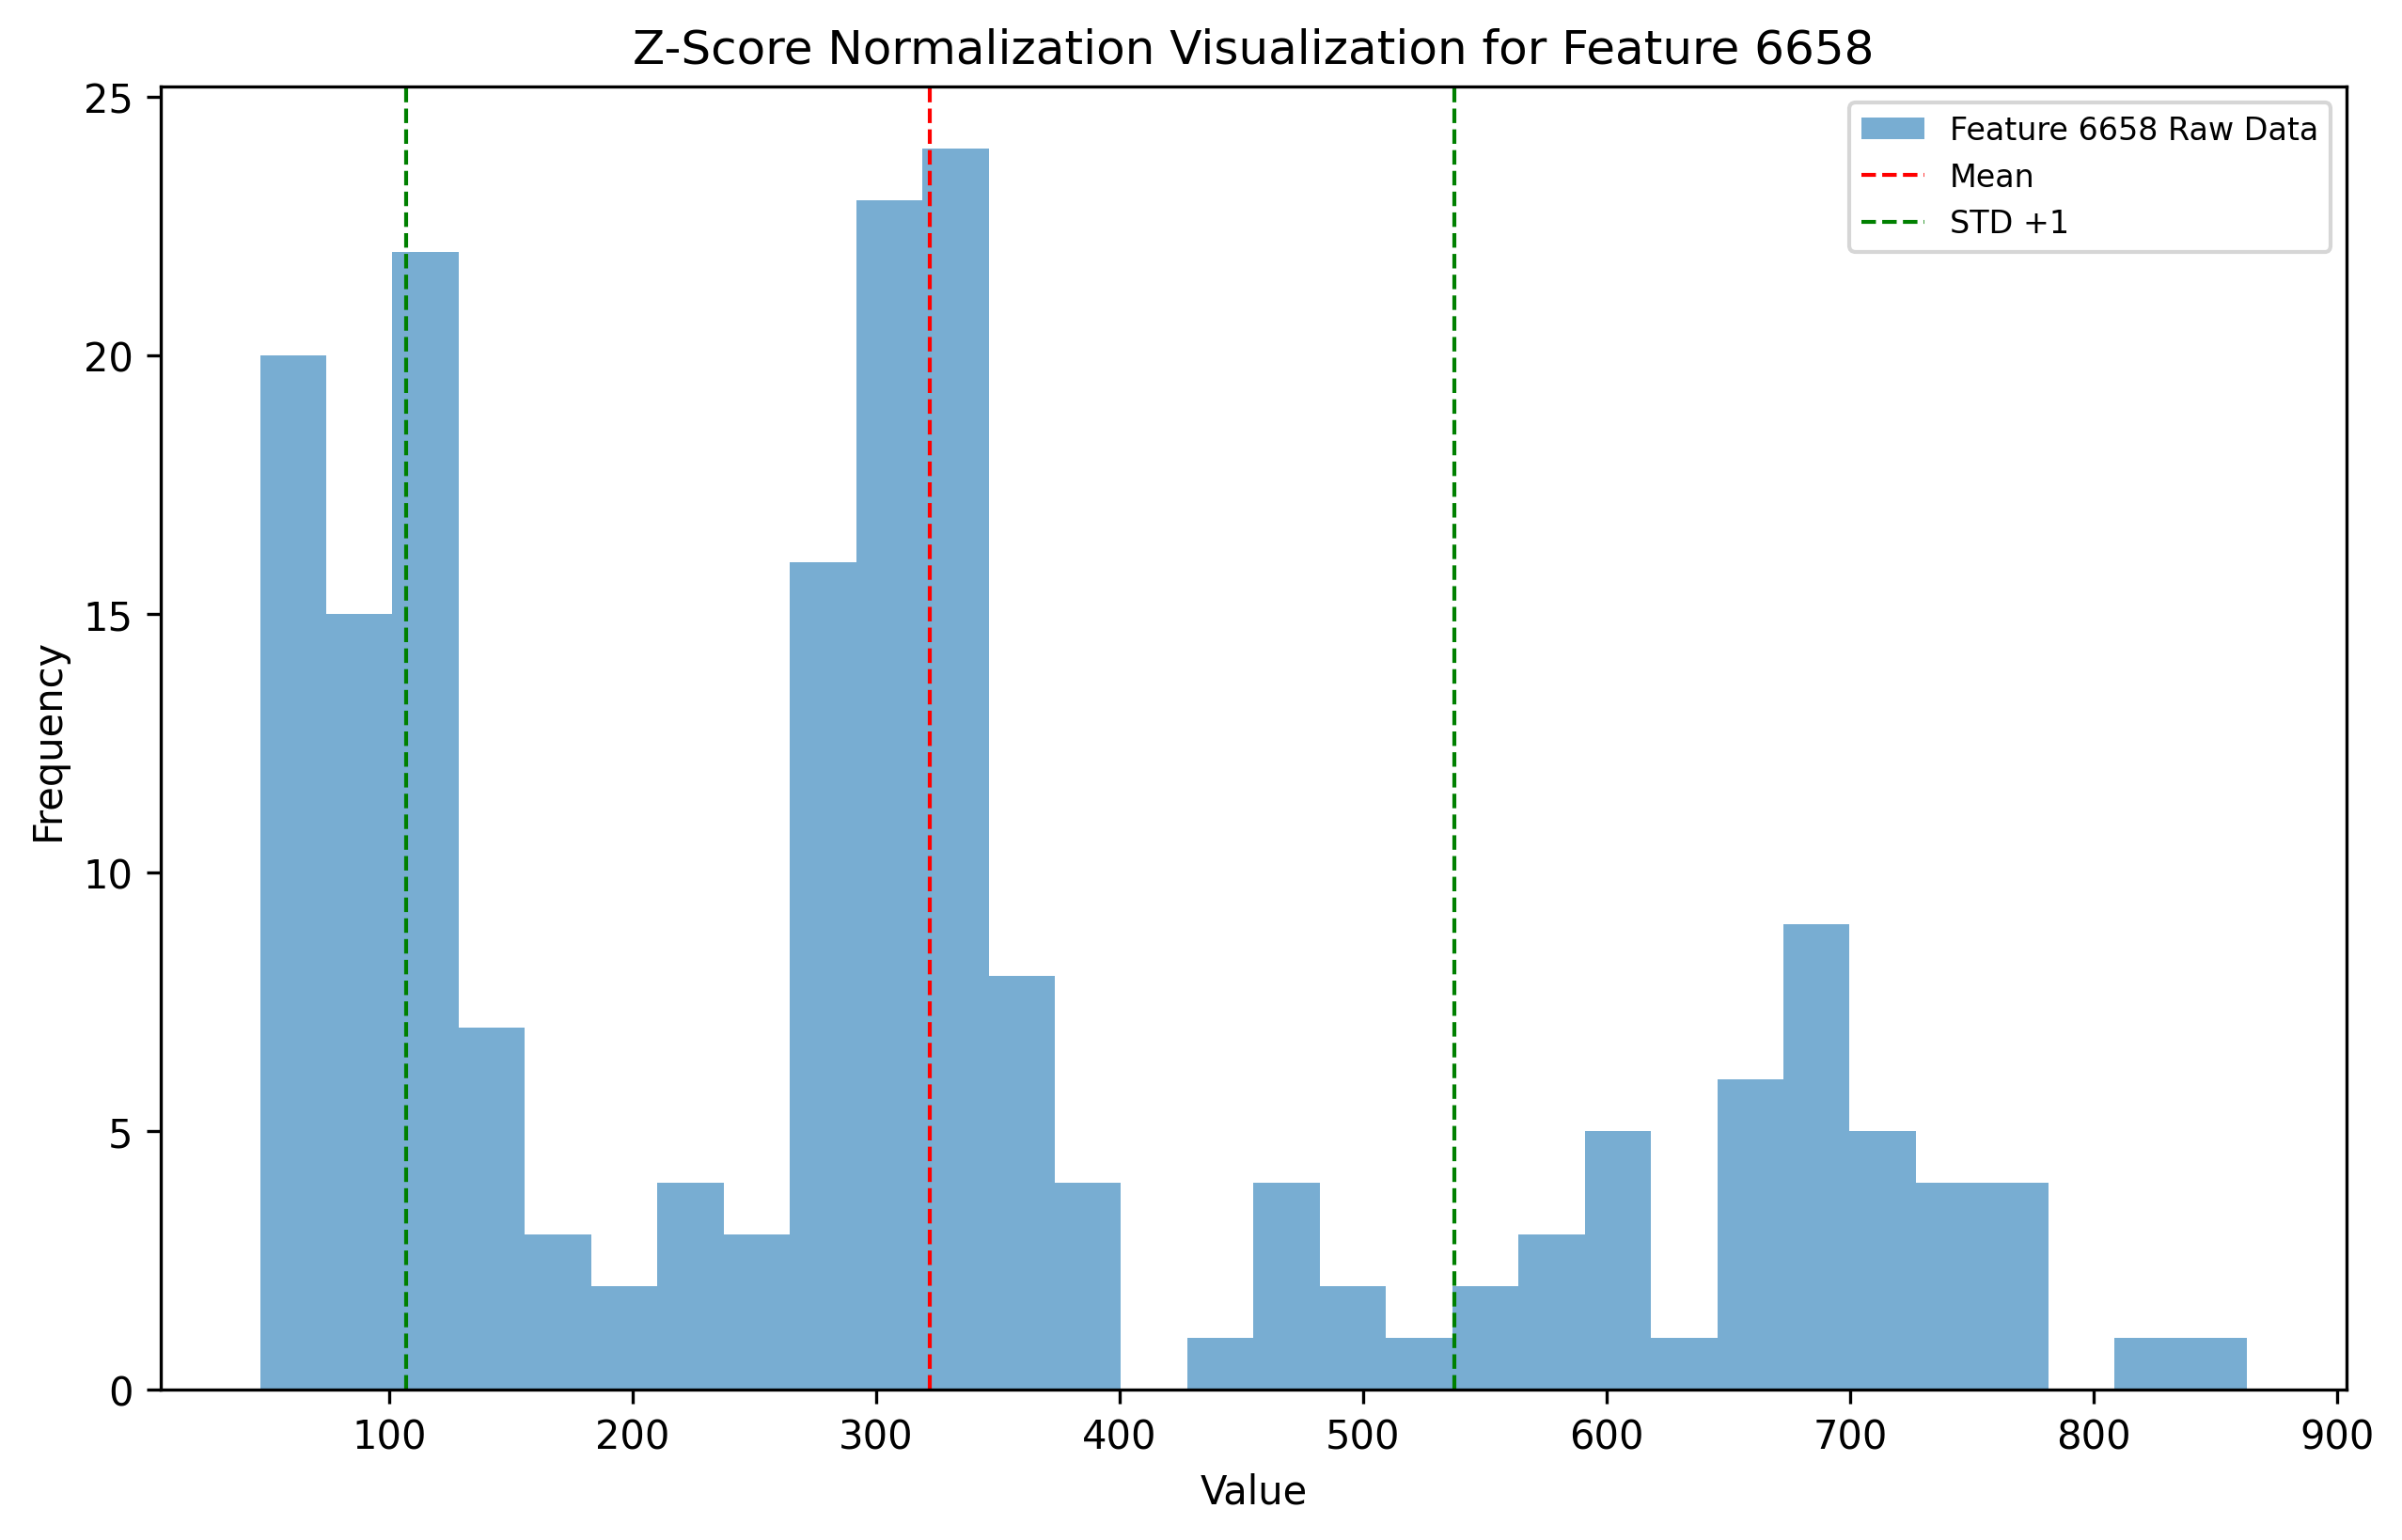 Z-Score Normalization Visualization for Feature 6658
Feature 6658 Raw Data
Mean
STD +1
25
20
15
10
5
0
Frequency
100 200 300 400 500 600 700 800 900
Value